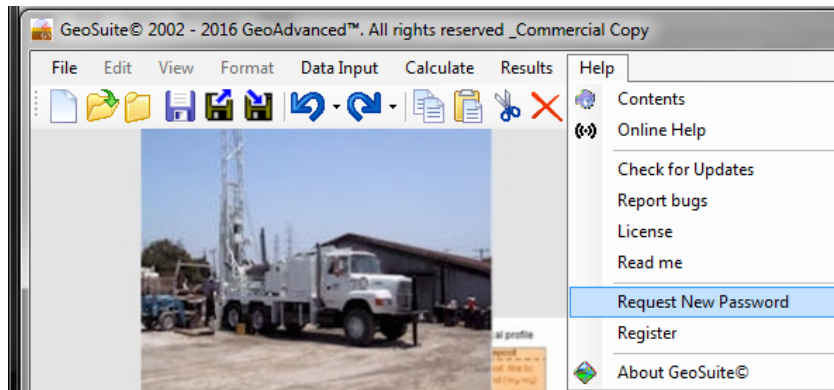 GeoSuite© 2002 - 2016 GeoAdvanced™. All rights reserved _Commercial Copy
File Edit View Format Data Input Calculate Results Help
Contents
Online Help
Check for Updates
Report bugs
License
Read me
Request New Password
Register
About GeoSuite©
al profile